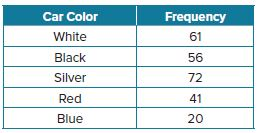 Car Color Frequency
White 61
Black 56
Silver 72
Red 41
Blue 20